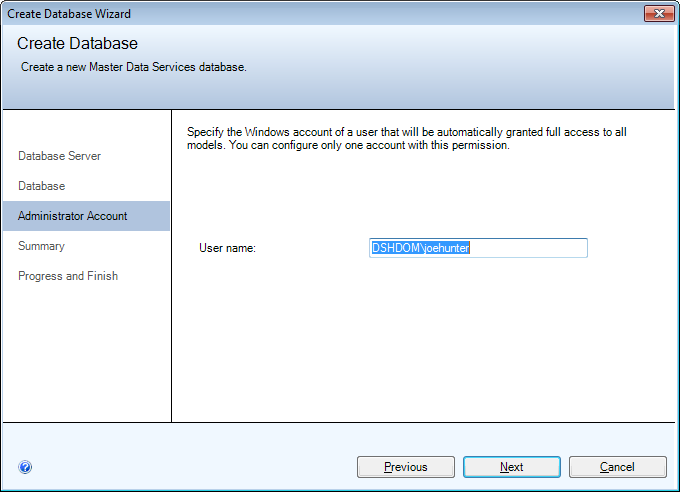 Create Database Wizard
Create Database
Create a new Master Data Services database.
Database Server
Database
Administrator Account
Summary
Progress and Finish
Specify the Windows account of a user that will be automatically granted full access to all
models. You can configure only one account with this permission.
User name:
DSHDOM\joehunter
?
Previous
Next
Cancel